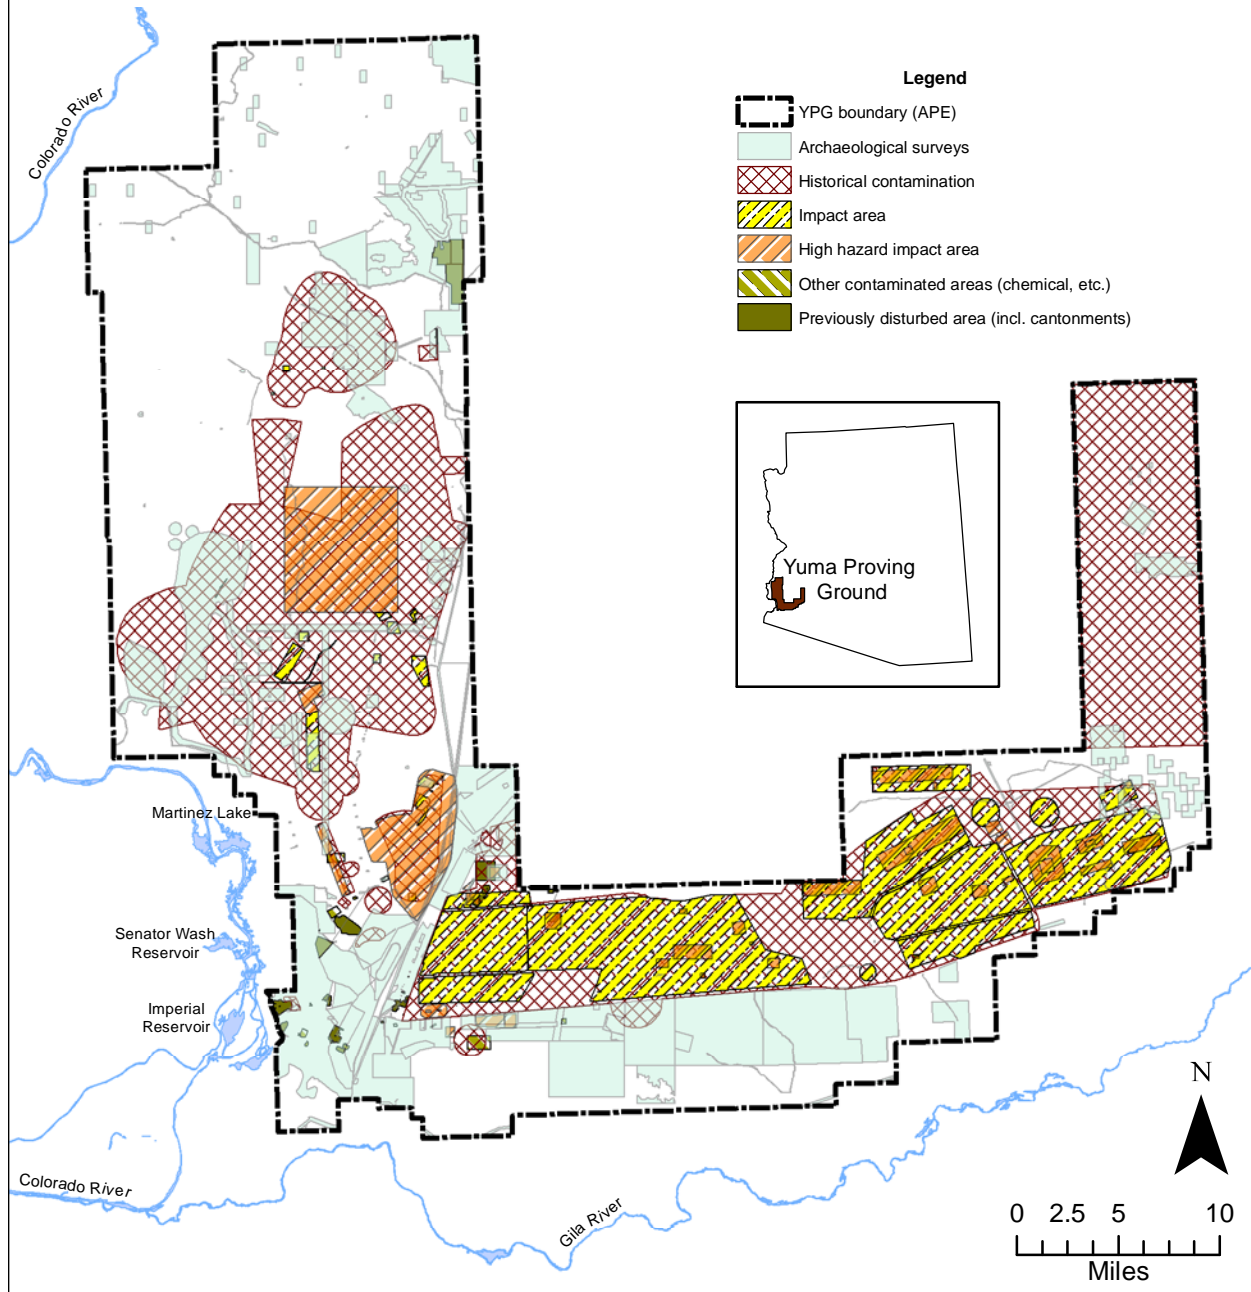 Legend
YPG boundary (APE)
Archaeological surveys
Historical contamination
Impact area
High hazard impact area
Other contaminated areas (chemical, etc.)
Previously disturbed area (incl. cantonments)
Colorado River
Yuma Proving
Ground
Martinez Lake
Senator Wash
Reservoir
Imperial
Reservoir
Colorado River
Gila River
N
0 2.5 5 10
Miles